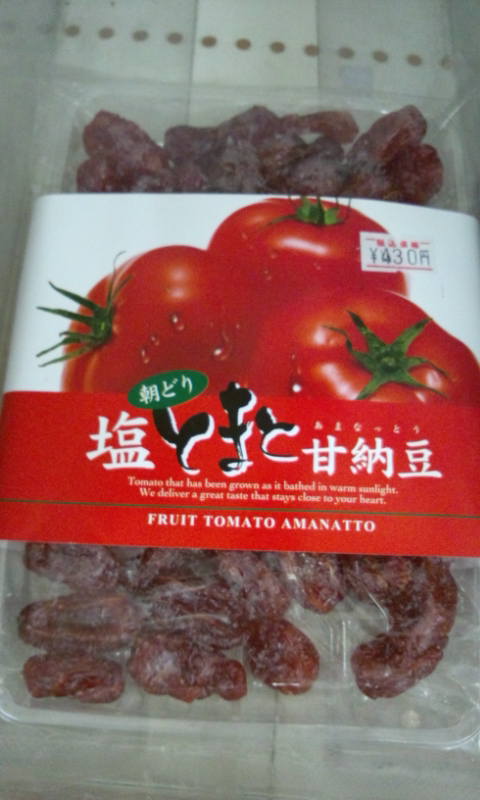 税込価格
¥430円
朝どり
塩とまと甘納豆
あまなっとう
Tomato that has been grown as it bathed in warm sunlight.
We deliver a great taste that stays close to your heart.
FRUIT TOMATO AMANATTO